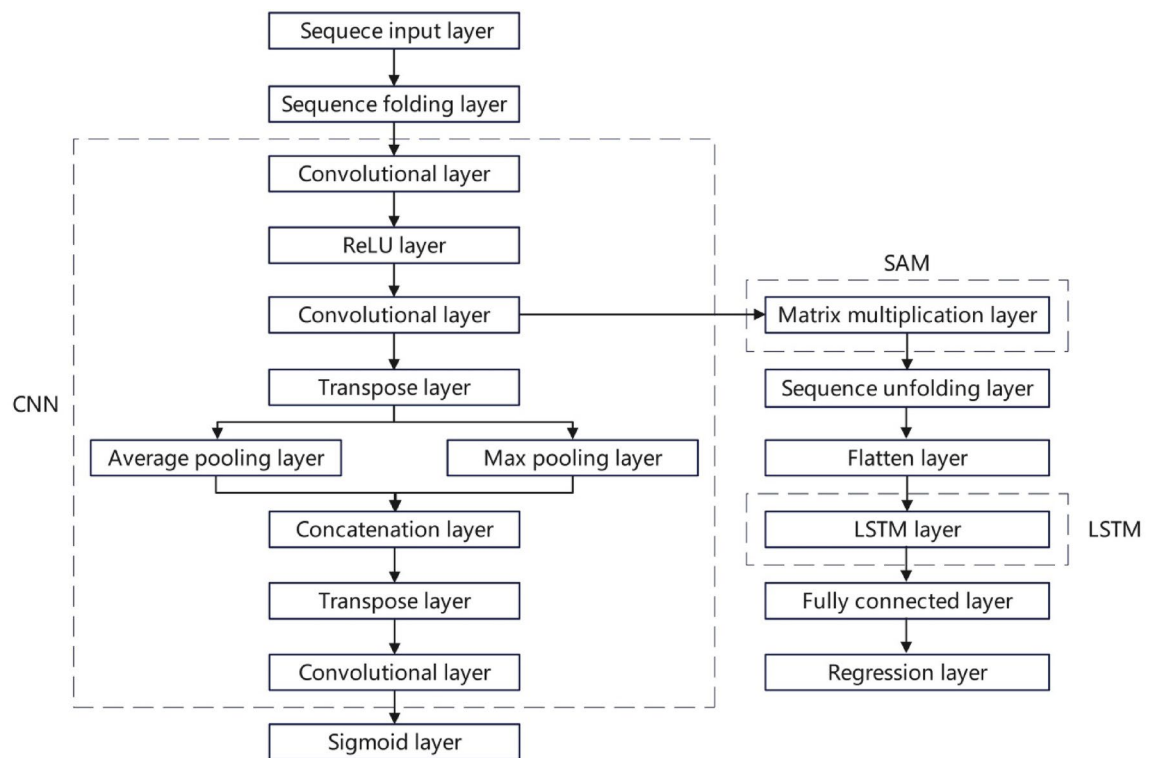 Sequece input layer
Sequence folding layer
Convolutional layer
ReLU layer
Convolutional layer
Transpose layer
CNN
Average pooling layer
Max pooling layer
Concatenation layer
Transpose layer
Convolutional layer
Sigmoid layer
SAM
Matrix multiplication layer
Sequence unfolding layer
Flatten layer
LSTM layer
LSTM
Fully connected layer
Regression layer